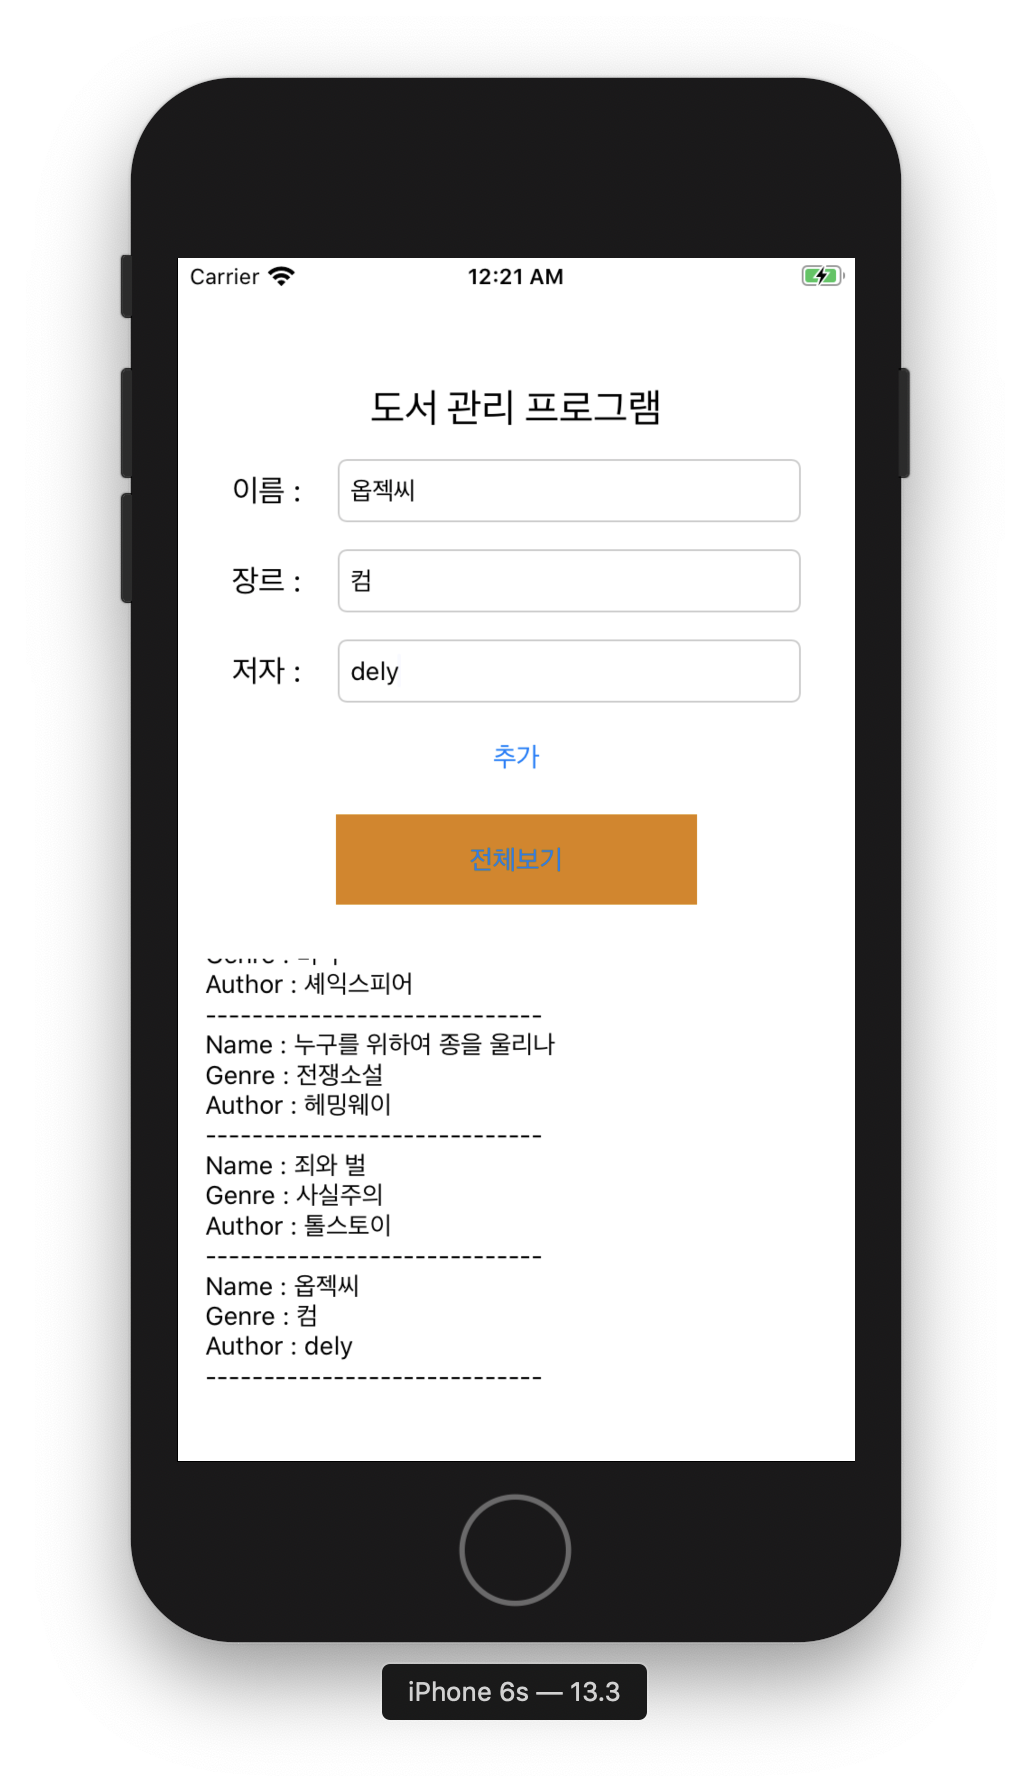 Carrier
12:21 AM
도서 관리 프로그램
이름 :
옵젝씨
장르 :
컴
저자 :
dely
추가
전체보기
Genre :
Author : 셰익스피어
-----------------------------
Name : 누구를 위하여 종을 울리나
Genre : 전쟁소설
Author : 헤밍웨이
-----------------------------
Name : 죄와 벌
Genre : 사실주의
Author : 톨스토이
-----------------------------
Name : 옵젝씨
Genre : 컴
Author : dely
-----------------------------
iPhone 6s — 13.3